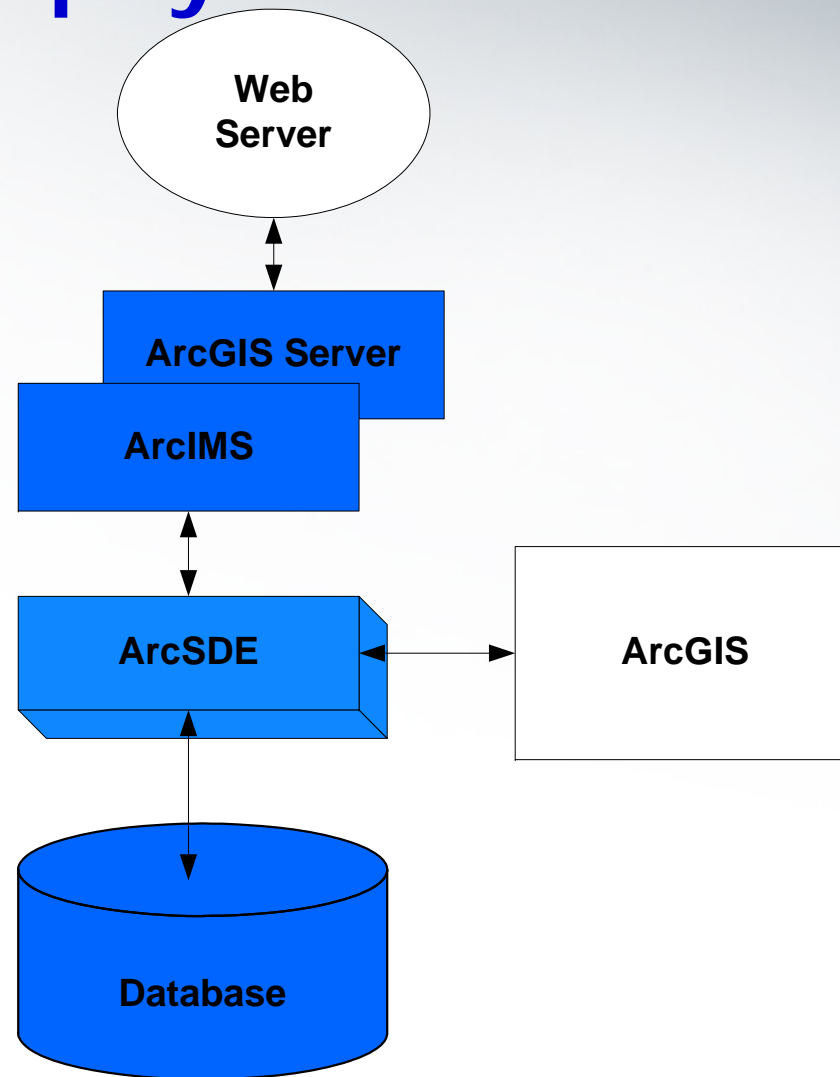 Web
Server
ArcGIS Server
ArcIMS
ArcSDE
ArcGIS
Database